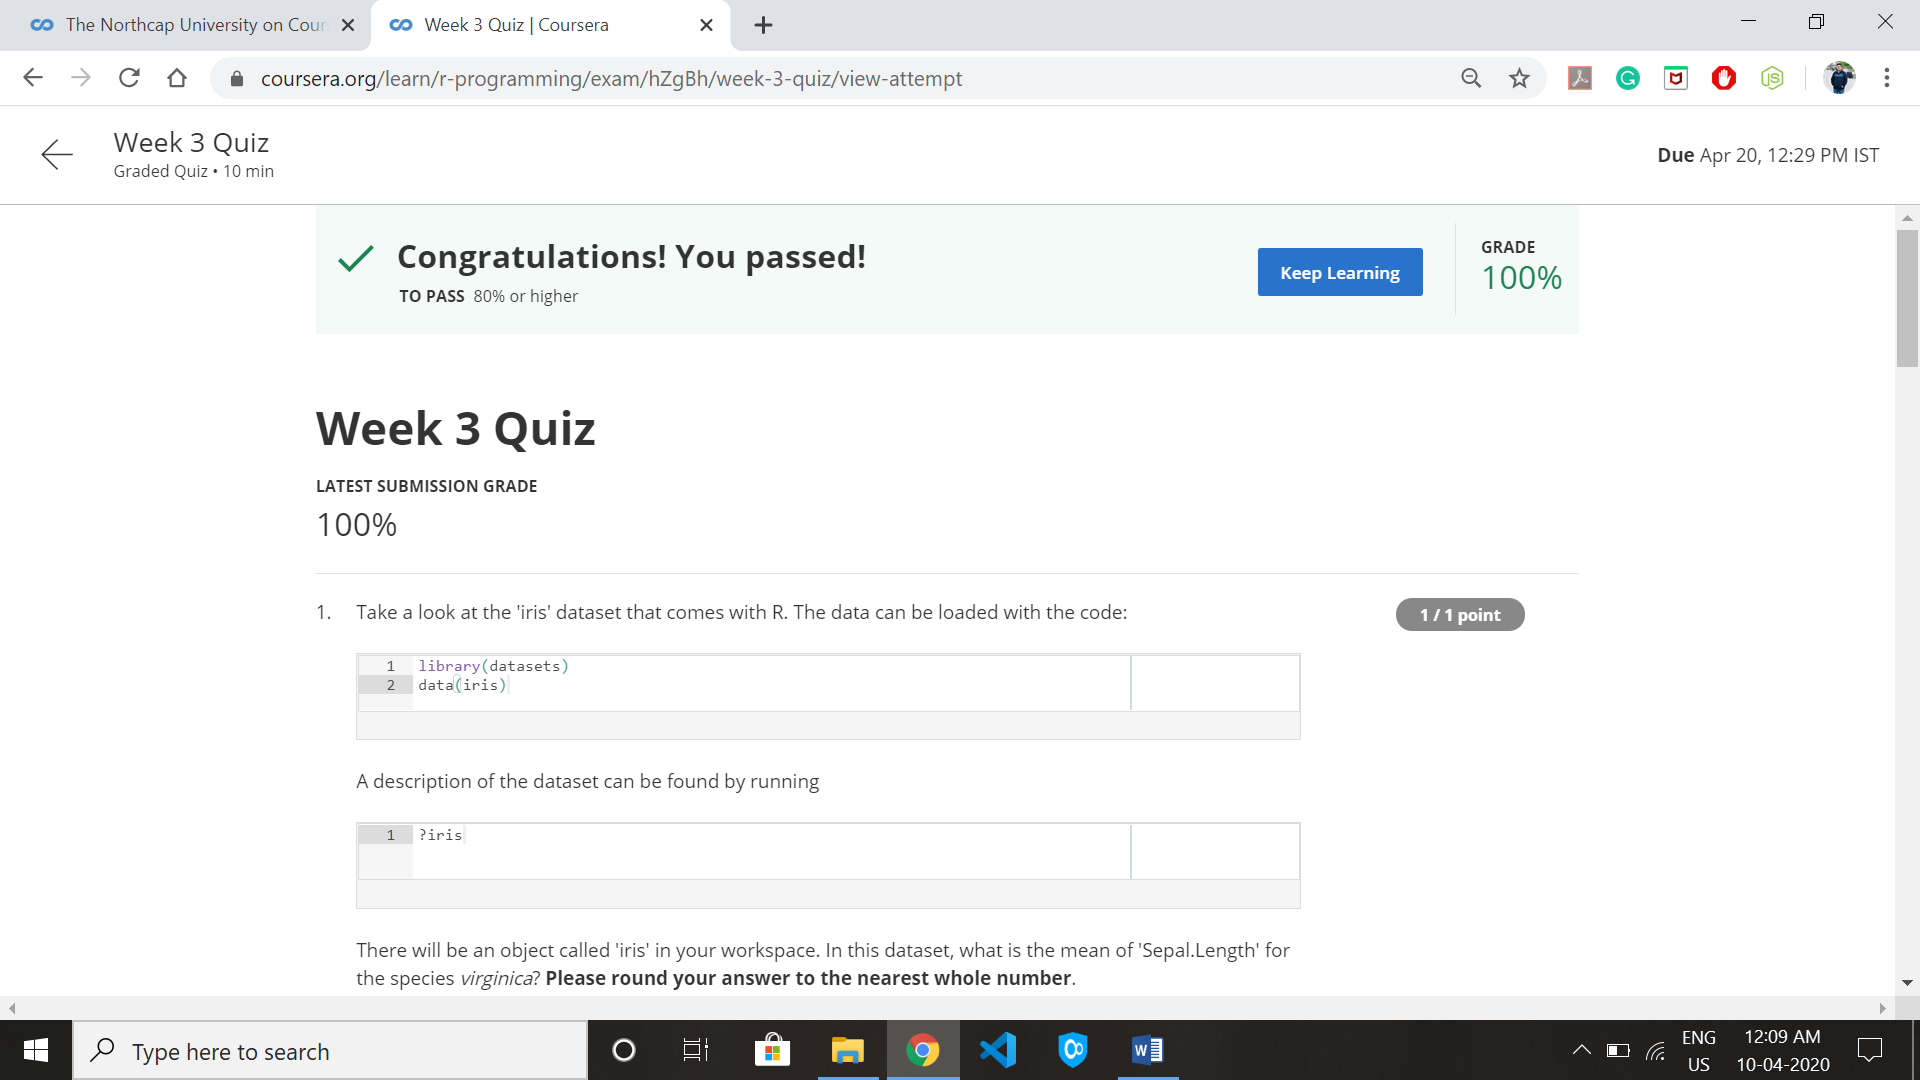 The Northcap University on Cour
Week 3 Quiz | Coursera
coursera.org/learn/r-programming/exam/hZgBh/week-3-quiz/view-attempt
Week 3 Quiz
Graded Quiz • 10 min
Due Apr 20, 12:29 PM IST
Congratulations! You passed!
TO PASS 80% or higher
Keep Learning
GRADE
100%
Week 3 Quiz
LATEST SUBMISSION GRADE
100%
1. Take a look at the 'iris' dataset that comes with R. The data can be loaded with the code:
1 / 1 point
1 library(datasets)
2 data(iris)
A description of the dataset can be found by running
1 ?iris
There will be an object called 'iris' in your workspace. In this dataset, what is the mean of 'Sepal.Length' for
the species virginica? Please round your answer to the nearest whole number.
Type here to search
ENG
US
12:09 AM
10-04-2020